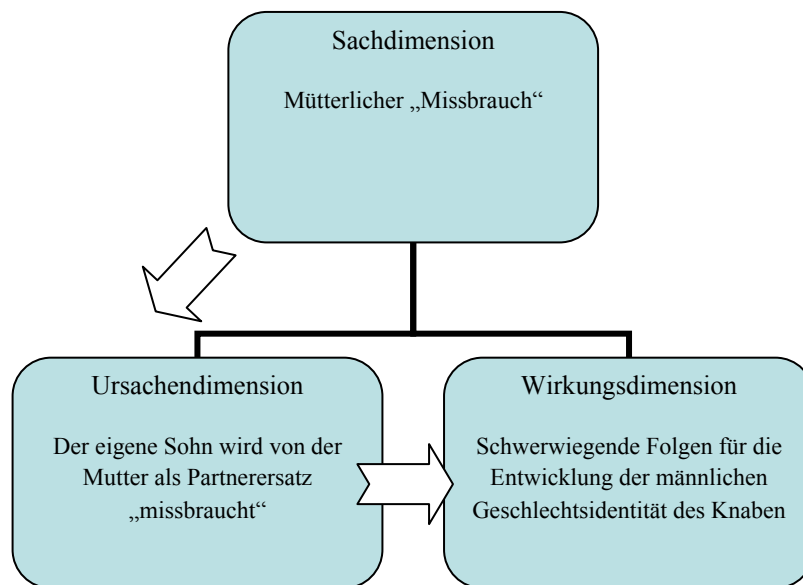 Sachdimension
Mütterlicher „Missbrauch“
Ursachendimension
Der eigene Sohn wird von der
Mutter als Partnerersatz
„missbraucht“
Wirkungsdimension
Schwerwiegende Folgen für die
Entwicklung der männlichen
Geschlechtsidentität des Knaben